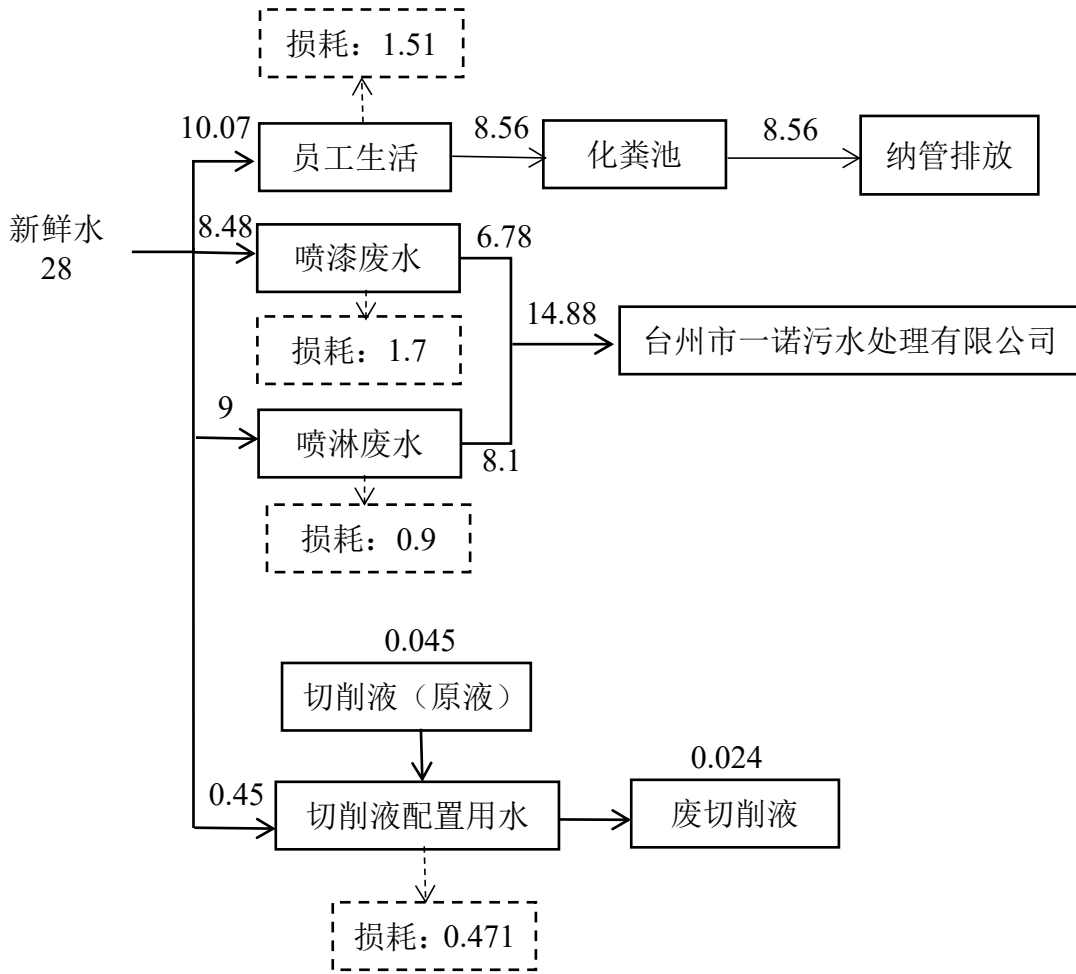 损耗：1.51
10.07
员工生活
8.56
化粪池
8.56
纳管排放
新鲜水
28
8.48
喷漆废水
6.78
损耗：1.7
14.88
台州市一诺污水处理有限公司
9
喷淋废水
8.1
损耗：0.9
0.045
切削液（原液）
0.45
切削液配置用水
0.024
废切削液
损耗：0.471